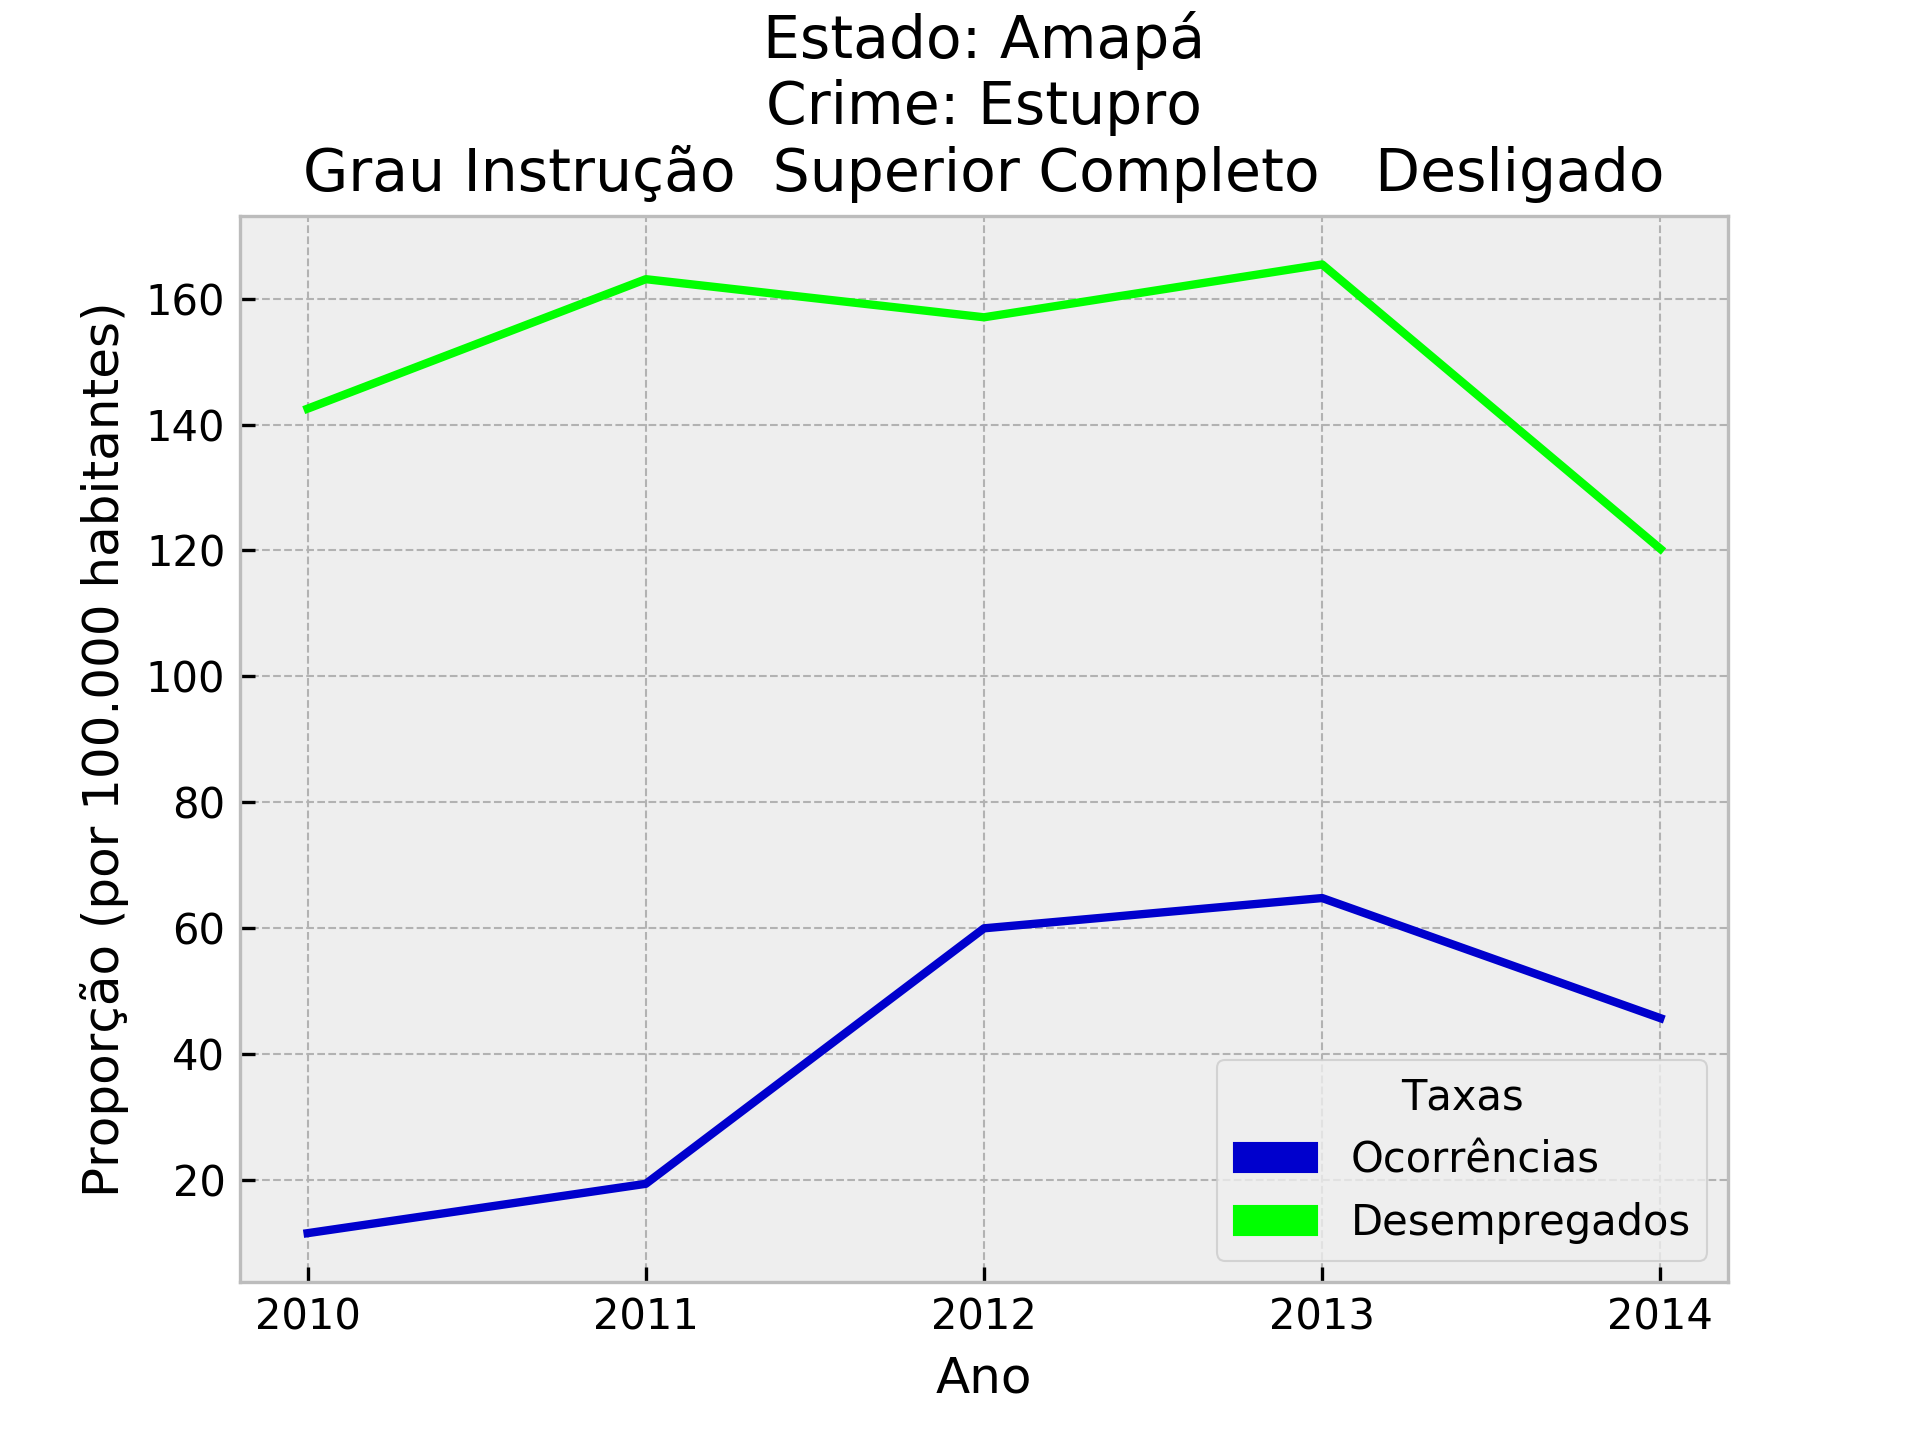 Estado: Amapá
Crime: Estupro
Grau Instrução  Superior Completo   Desligado
Proporção (por 100.000 habitantes)
160
140
120
100
80
60
40
20
Taxas
Ocorrências
Desempregados
2010 2011 2012 2013 2014
Ano